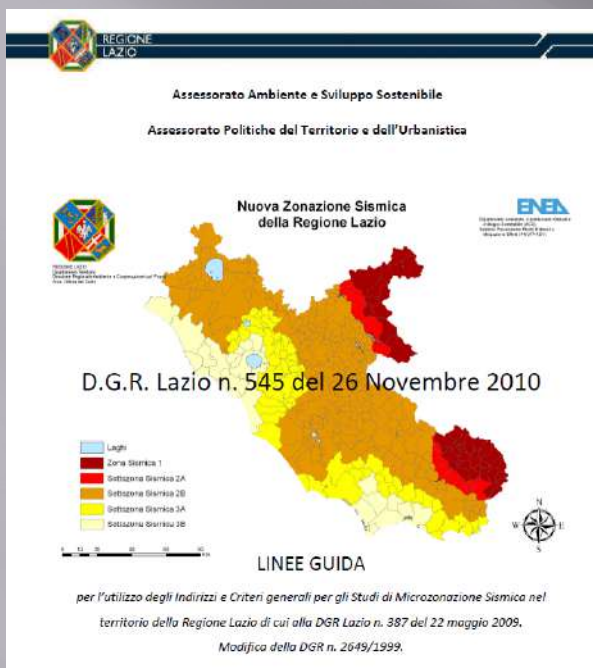 REGIONE
LAZIO
Assessorato Ambiente e Sviluppo Sostenibile
Assessorato Politiche del Territorio e dell'Urbanistica
Nuova Zonazione Sismica
della Regione Lazio
ENEA
REGIONE LAZIO
D.G.R. Lazio n. 545 del 26 Novembre 2010
Laghi
Zona Sismica 1
Sottozona Sismica 2A
Sottozona Sismica 2B
Sottozona Sismica 3A
Sottozona Sismica 3B
N
W
E
S
LINEE GUIDA
per l'utilizzo degli Indirizzi e Criteri generali per gli Studi di Microzonazione Sismica nel
territorio della Regione Lazio di cui alla DGR Lazio n. 387 del 22 maggio 2009.
Modifica della DGR n. 2649/1999.